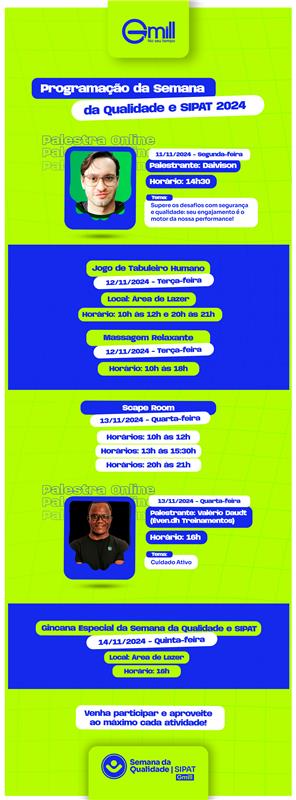 Gmill
Programação da Semana
da Qualidade e SIPAT 2024
Palestra Online
11/11/2024 - Segunda-feira
Palestrante: Daivison
Horário: 14h30
Tema:
Supere os desafios com segurança
e qualidade: seu engajamento é o
motor da nossa performance!
Jogo de Tabuleiro Humano
12/11/2024 - Terça-feira
Local: Área de Lazer
Horário: 10h às 12h e 20h às 21h
Massagem Relaxante
12/11/2024 - Terça-feira
Horário: 10h às 18h
Scape Room
13/11/2024 - Quarta-feira
Horários: 10h às 12h
Horários: 13h às 15:30h
Horários: 20h às 21h
Palestra Online
13/11/2024 - Quarta-feira
Palestrante: Valério Daudt
(Even.dh Treinamentos)
Horário: 16h
Tema:
Cuidado Ativo
Gincana Especial da Semana da Qualidade e SIPAT
14/11/2024 - Quinta-feira
Local: Área de Lazer
Horário: 16h
Venha participar e aproveite
ao máximo cada atividade!
Semana da
Qualidade | SIPAT
Gmill